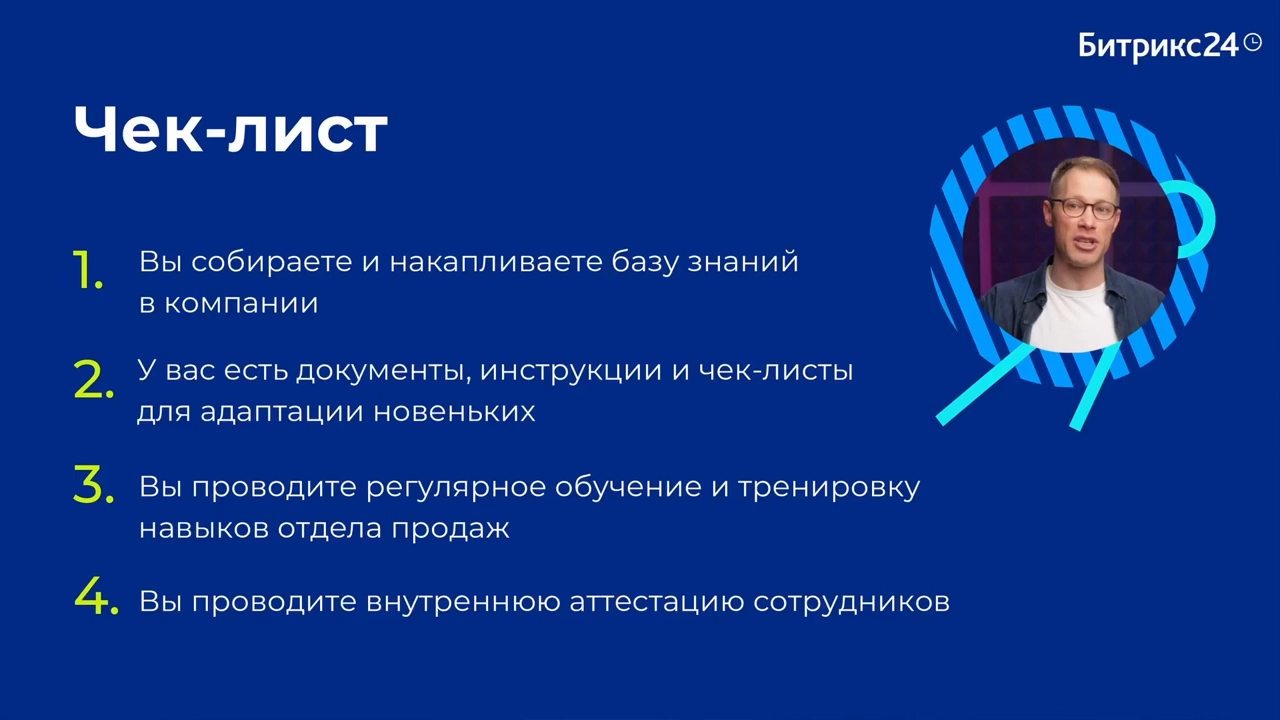 Битрикс24
Чек-лист
1. Вы собираете и накапливаете базу знаний
в компании
2. У вас есть документы, инструкции и чек-листы
для адаптации новеньких
3. Вы проводите регулярное обучение и тренировку
навыков отдела продаж
4. Вы проводите внутреннюю аттестацию сотрудников